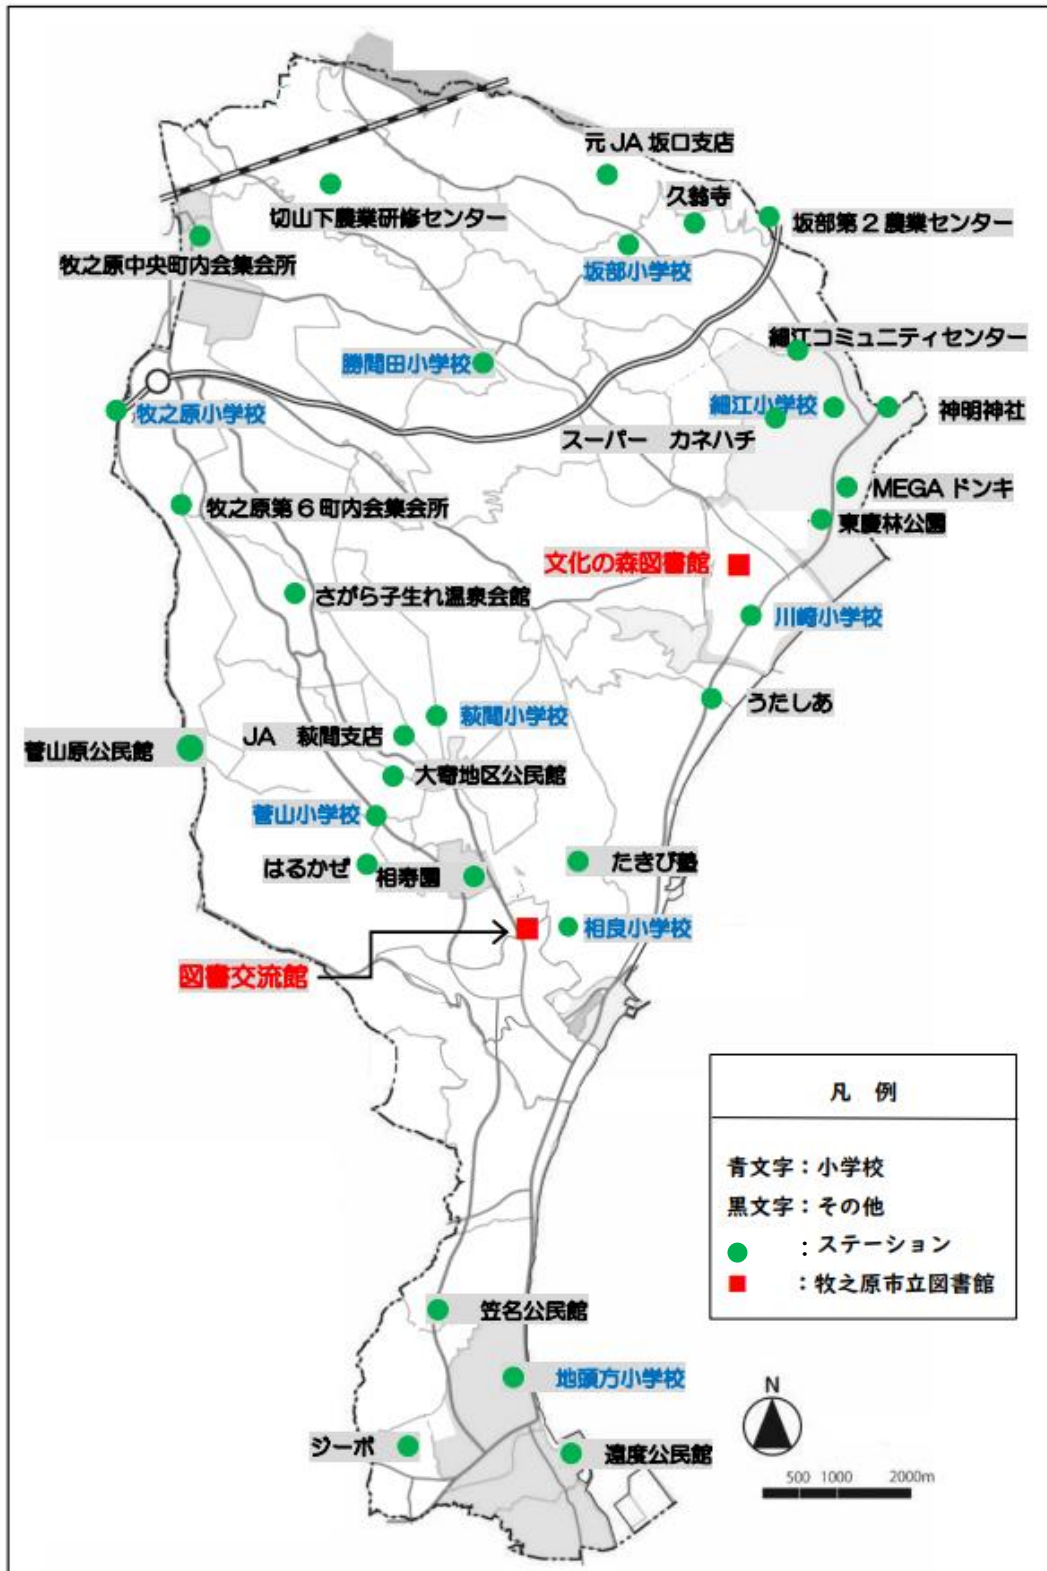 元JA坂口支店
久翁寺
切山下農業研修センター
坂部第2農業センター
牧之原中央町内会集会所
坂部小学校
細江コミュニティセンター
勝間田小学校
牧之原小学校
細江小学校
神明神社
スーパー　カネハチ
MEGAドンキ
牧之原第6町内会集会所
東慶林公園
文化の森図書館
さがら子生れ温泉会館
川崎小学校
うたしあ
萩間小学校
JA　萩間支店
菅山原公民館
大寄地区公民館
菅山小学校
はるかぜ
相寿園
たきび塾
相良小学校
図書交流館
凡　例
青文字：小学校
黒文字：その他
：ステーション
：牧之原市立図書館
笠名公民館
地頭方小学校
N
ジーボ
遠度公民館
500 1000 2000m